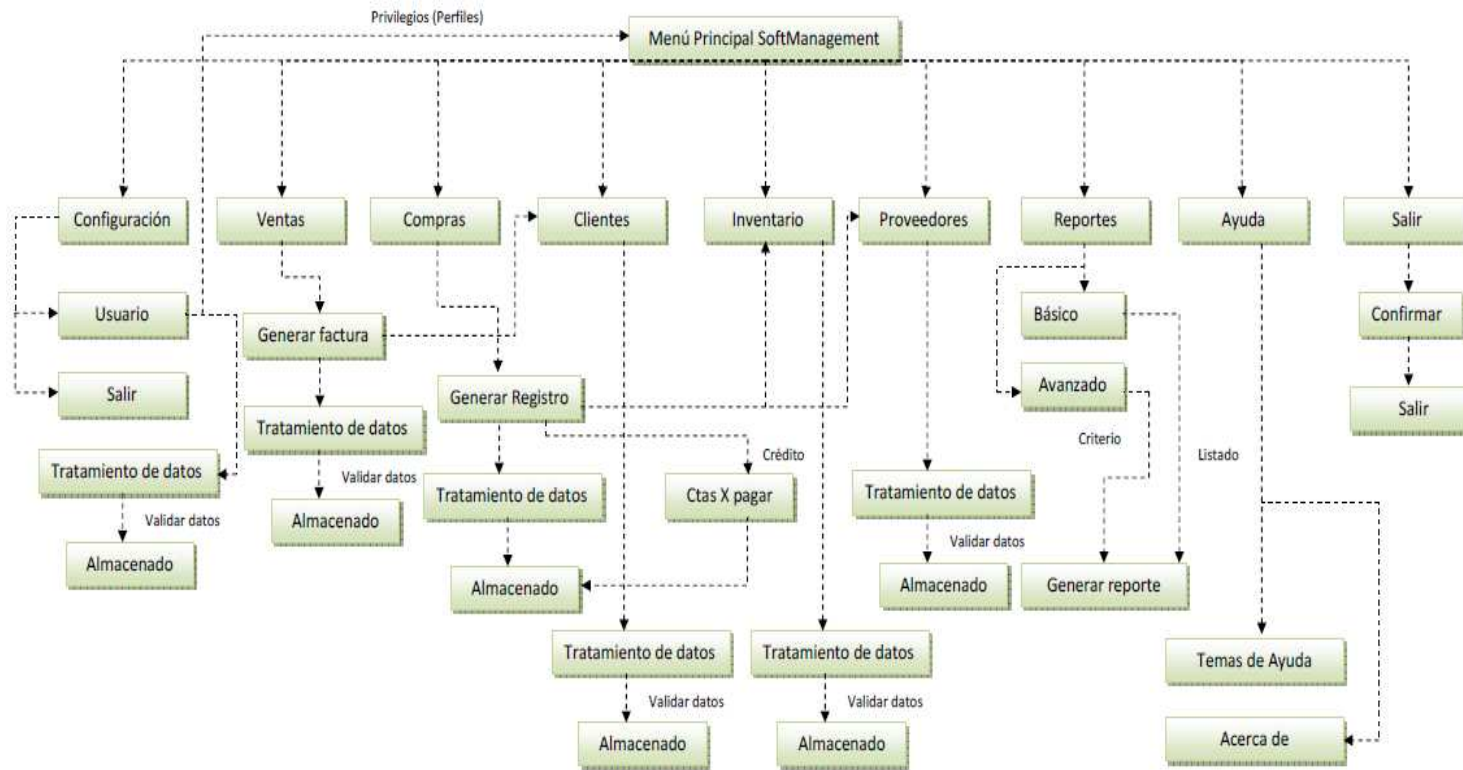 Privilegios (Perfiles)
Menú Principal SoftManagement
Configuración
Ventas
Compras
Clientes
Inventario
Proveedores
Reportes
Ayuda
Salir
Usuario
Generar factura
Básico
Confirmar
Salir
Generar Registro
Avanzado
Salir
Tratamiento de datos
Criterio
Tratamiento de datos
Validar datos
Crédito
Listado
Tratamiento de datos
Ctas X pagar
Tratamiento de datos
Validar datos
Almacenado
Validar datos
Almacenado
Almacenado
Almacenado
Generar reporte
Tratamiento de datos
Tratamiento de datos
Temas de Ayuda
Validar datos
Validar datos
Almacenado
Almacenado
Acerca de